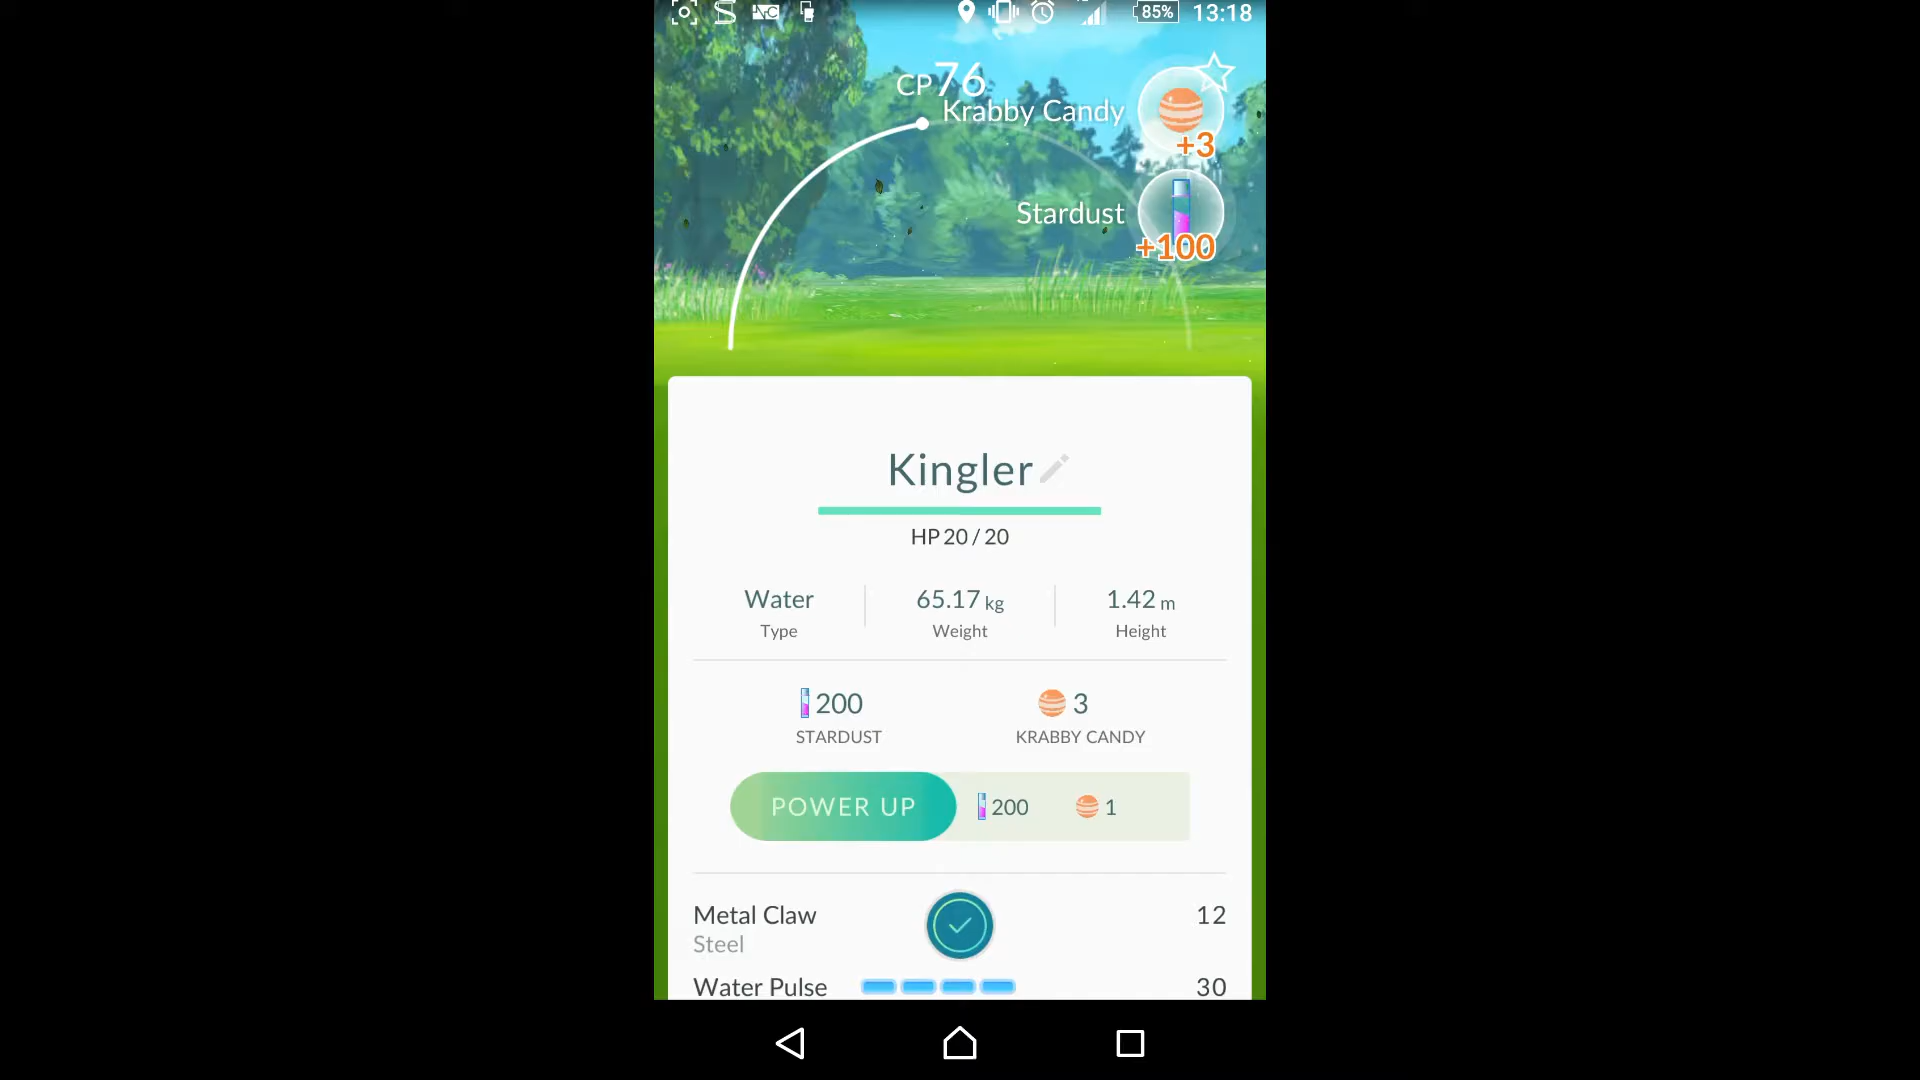 85% 13:18
CP76
Krabby Candy
+3
Stardust
+100
Kingler
HP 20 / 20
Water 65.17 kg 1.42 m
Type Weight Height
200 3
STARDUST KRABBY CANDY
POWER UP 200 1
Metal Claw 12
Steel
Water Pulse 30